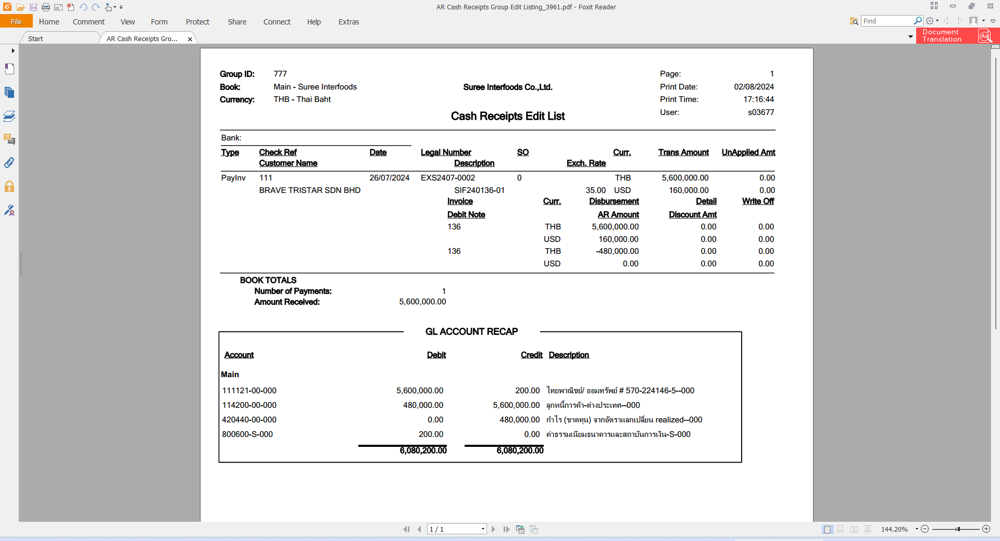 AR Cash Receipts Group Edit Listing_3961.pdf - Foxit Reader
File Home Comment View Form Protect Share Connect Help Extras Find
Start AR Cash Receipts Gro... Document
Translation
Group ID: 777 Page: 1
Book: Main - Suree Interfoods Suree Interfoods Co.,Ltd. Print Date: 02/08/2024
Currency: THB - Thai Baht Print Time: 17:16:44
Cash Receipts Edit List User: s03677
Bank:
Type Check Ref Date Legal Number SO Curr. Trans Amount UnApplied Amt
Customer Name Description Exch. Rate
PayInv 111 26/07/2024 EXS2407-0002 0 THB 5,600,000.00 0.00
BRAVE TRISTAR SDN BHD SIF240136-01 35.00 USD 160,000.00 0.00
Invoice Curr. Disbursement Detail Write Off
Debit Note AR Amount Discount Amt
136 THB 5,600,000.00 0.00 0.00
USD 160,000.00 0.00 0.00
136 THB -480,000.00 0.00 0.00
USD 0.00 0.00 0.00
BOOK TOTALS
Number of Payments: 1
Amount Received: 5,600,000.00
GL ACCOUNT RECAP
Account Debit Credit Description
Main
111121-00-000 5,600,000.00 200.00 ไทยพาณิชย์/ ออมทรัพย์ # 570-224146-5--000
114200-00-000 480,000.00 5,600,000.00 ลูกหนี้การค้า-ต่างประเทศ--000
420440-00-000 0.00 480,000.00 กำไร (ขาดทุน) จากอัตราแลกเปลี่ยน realized--000
800600-S-000 200.00 0.00 ค่าธรรมเนียมธนาคารและสถาบันการเงิน-S-000
6,080,200.00 6,080,200.00
1 / 1 144.20%